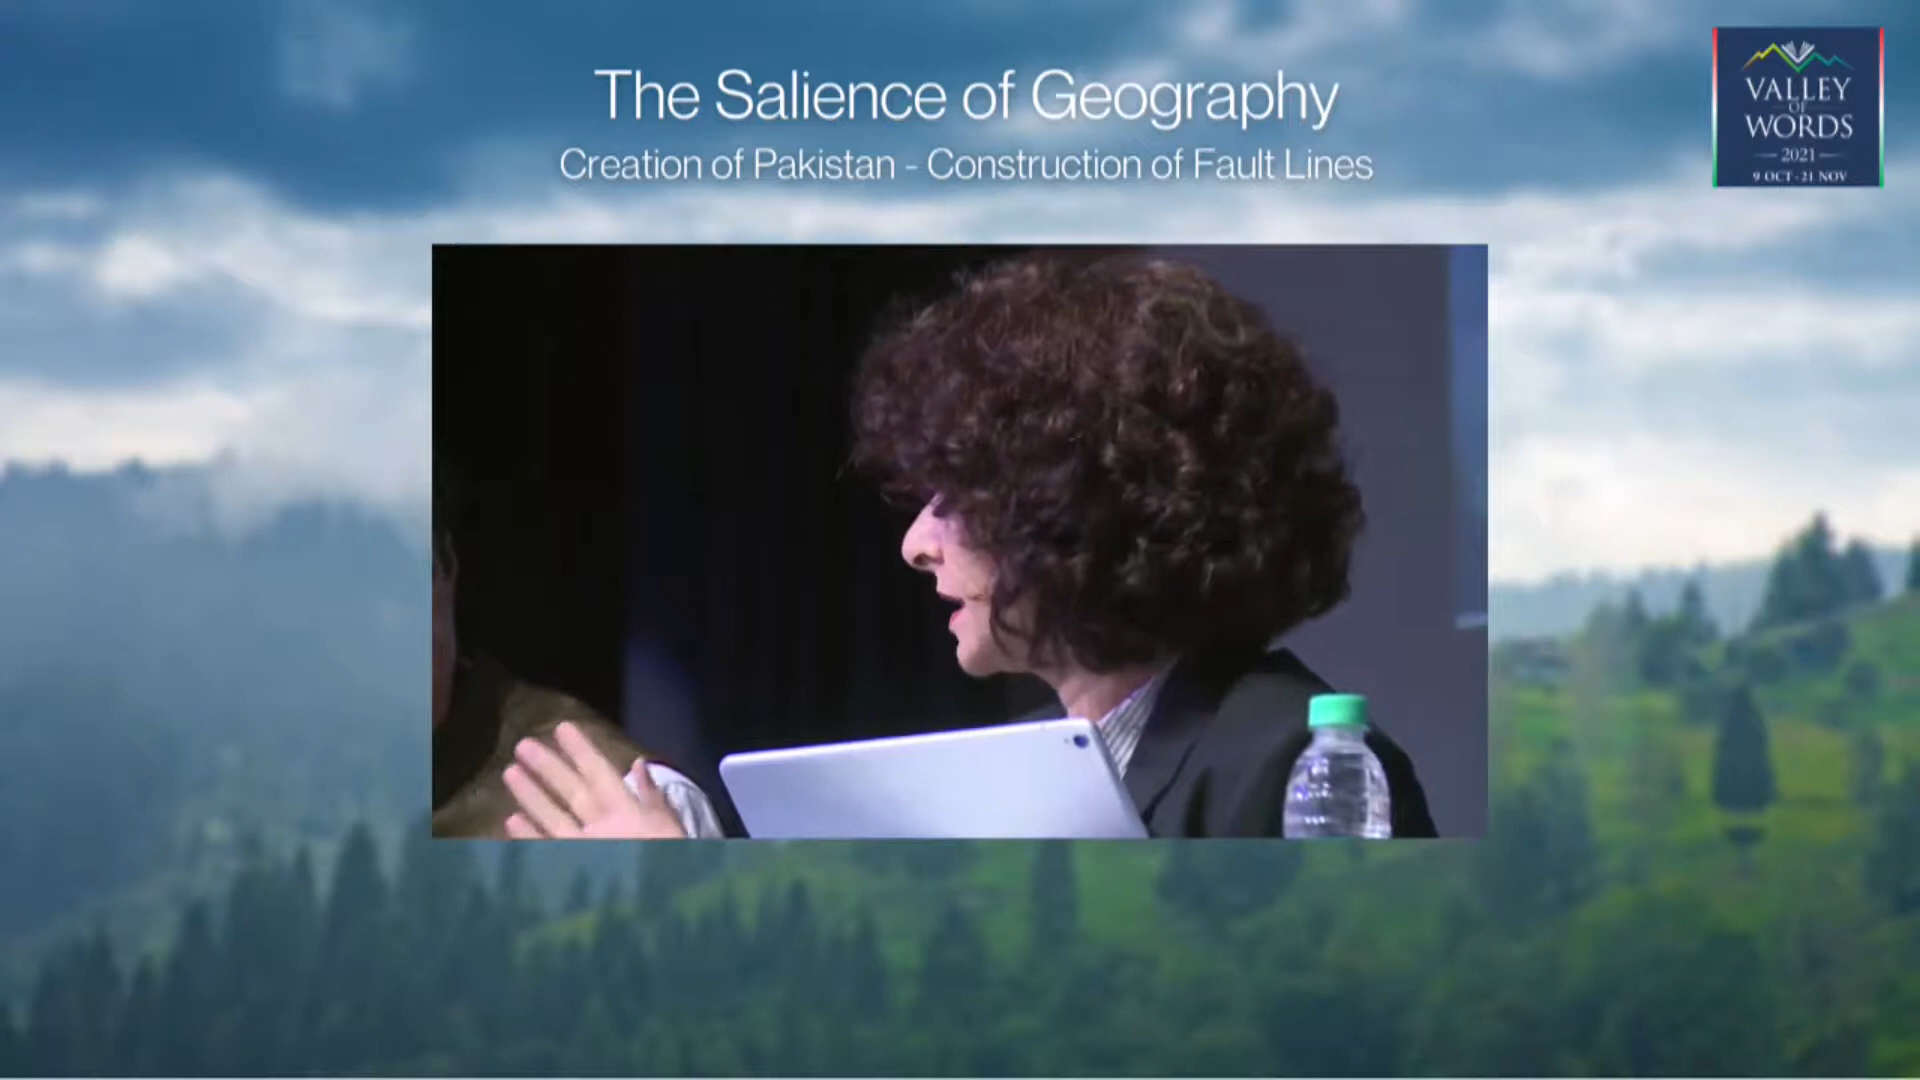 The Salience of Geography
Creation of Pakistan - Construction of Fault Lines
VALLEY
OF
WORDS
2021
9 OCT - 21 NOV